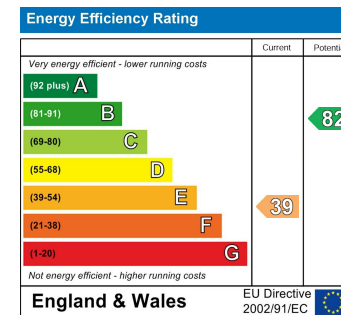 Energy Efficiency Rating
Current Potenti
Very energy efficient - lower running costs
(92 plus) A
(81-91) B
82
(69-80) C
(55-68) D
(39-54) E
39
(21-38) F
(1-20) G
Not energy efficient - higher running costs
England & Wales
EU Directive
2002/91/EC